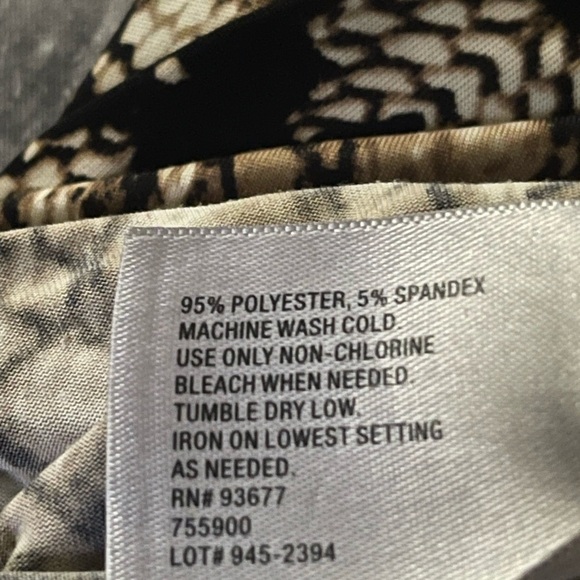 95% POLYESTER, 5% SPANDEX
MACHINE WASH COLD.
USE ONLY NON-CHLORINE
BLEACH WHEN NEEDED.
TUMBLE DRY LOW.
IRON ON LOWEST SETTING
AS NEEDED.
RN# 93677
755900
LOT# 945-2394